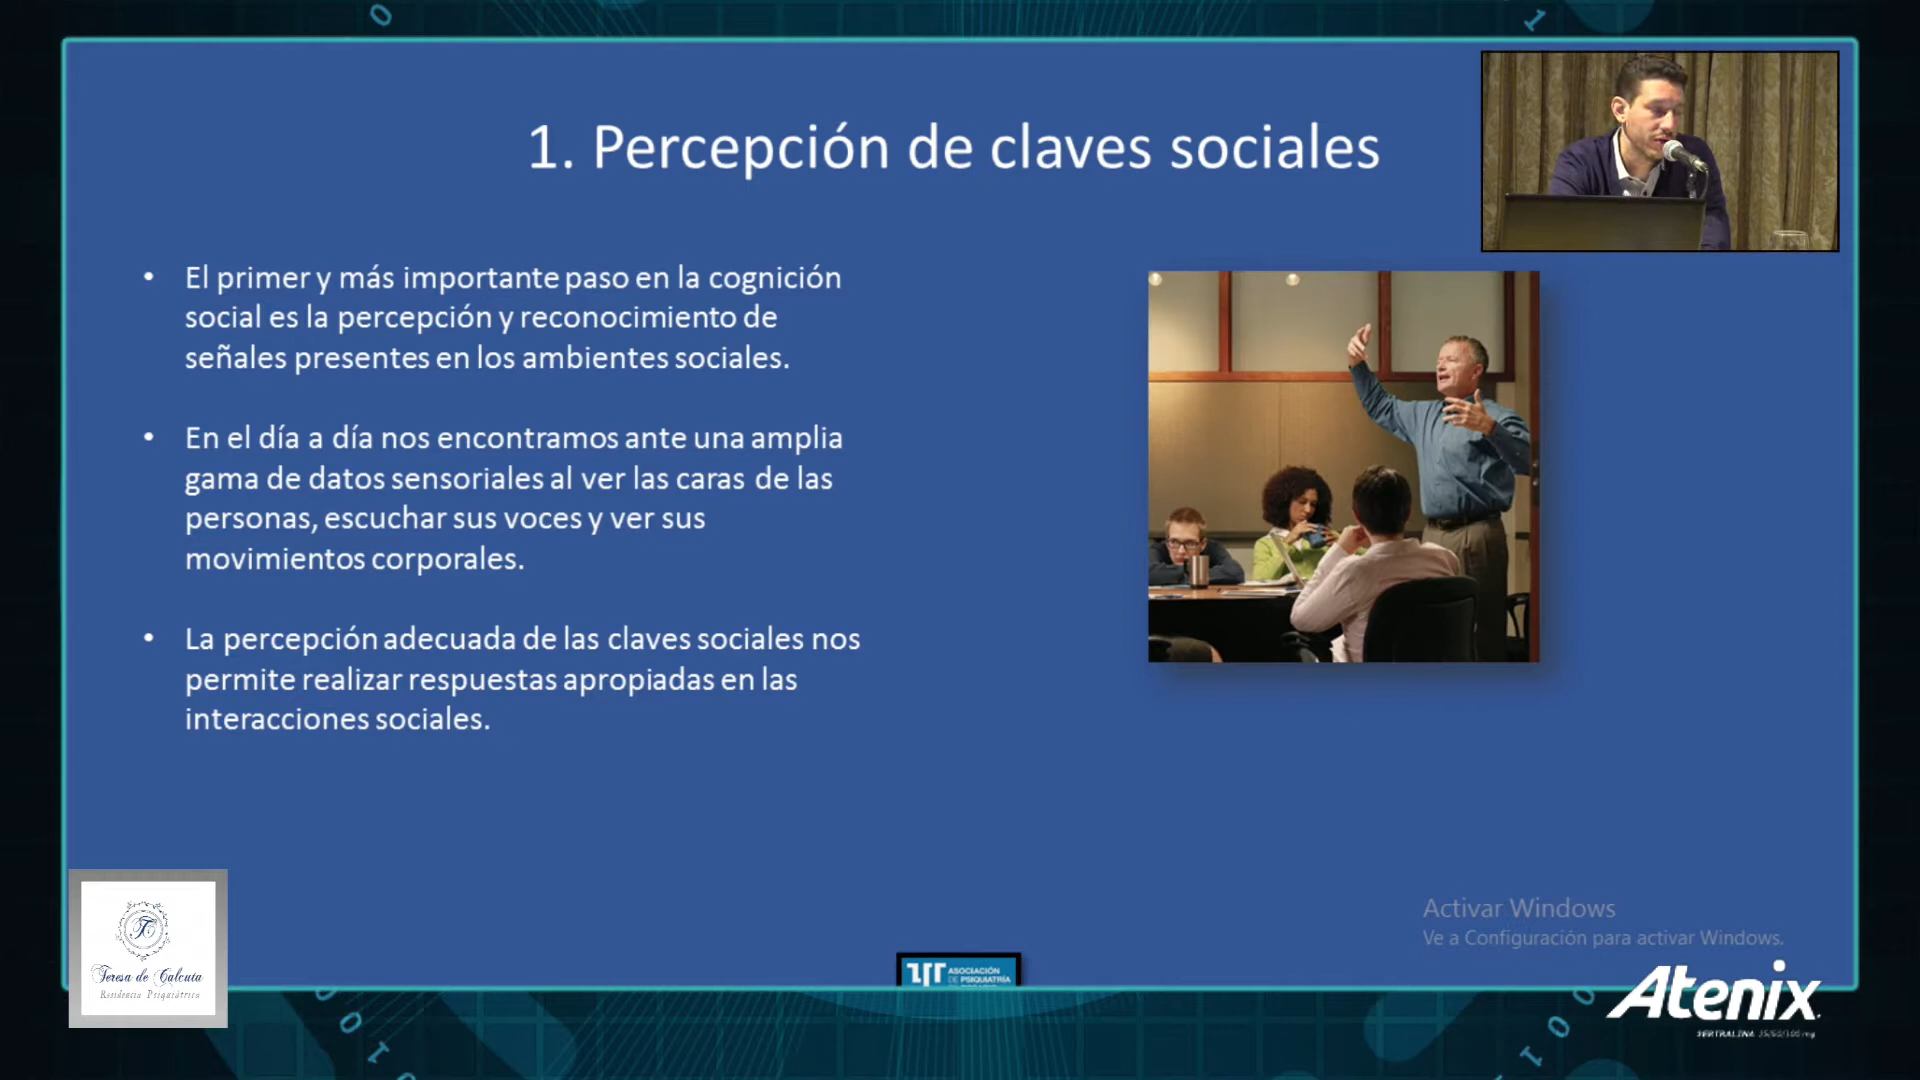 1. Percepción de claves sociales
• El primer y más importante paso en la cognición
social es la percepción y reconocimiento de
señales presentes en los ambientes sociales.
• En el día a día nos encontramos ante una amplia
gama de datos sensoriales al ver las caras de las
personas, escuchar sus voces y ver sus
movimientos corporales.
• La percepción adecuada de las claves sociales nos
permite realizar respuestas apropiadas en las
interacciones sociales.
Activar Windows
Ve a Configuración para activar Windows.
Teresa de Calcuta
Residencia Psiquiátrica
ASOCIACIÓN
DE PSIQUIATRÍA
Atenix
SERTRALINA 25/50/100 mg